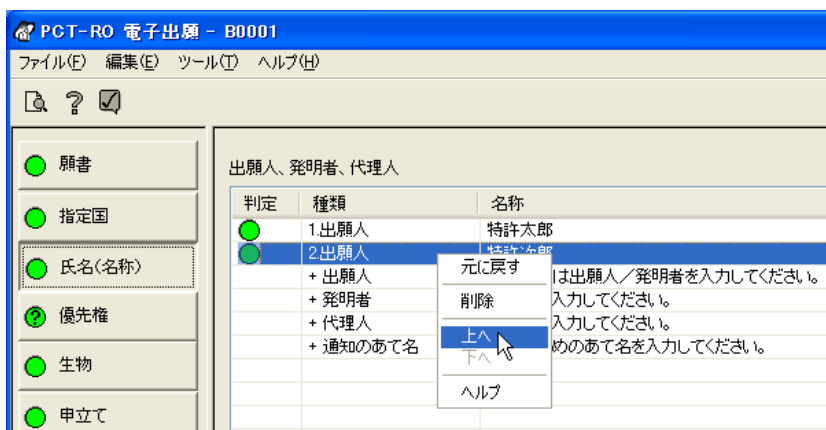 PCT-RO 電子出願 - B0001
ファイル(F) 編集(E) ツール(T) ヘルプ(H)
願書
指定国
氏名(名称)
優先権
生物
申立て
出願人、発明者、代理人
判定 種類 名称
1.出願人 特許太郎
2.出願人 特許次郎
+ 出願人 は出願人／発明者を入力してください。
+ 発明者 入力してください。
+ 代理人 入力してください。
+ 通知のあて名 めのあて名を入力してください。
元に戻す
削除
上へ
下へ
ヘルプ